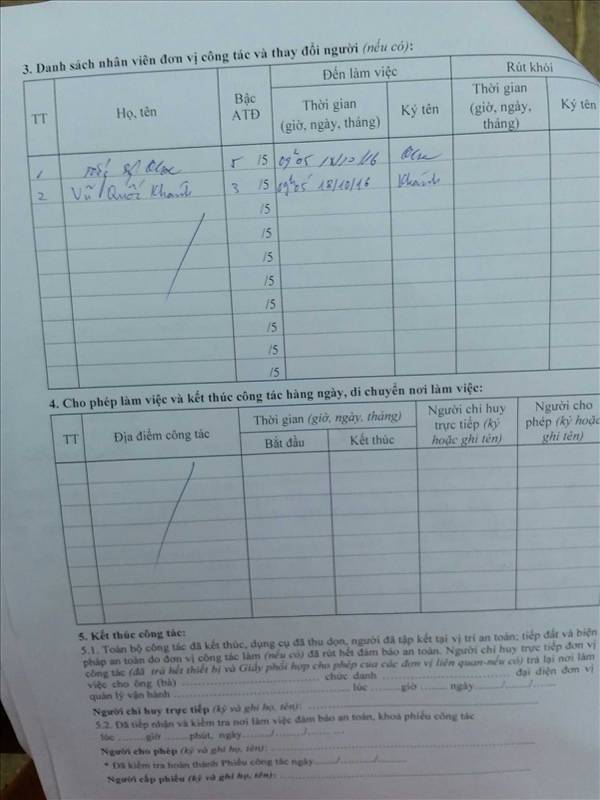 3. Danh sách nhân viên đơn vị công tác và thay đổi người (nếu có):
TT Họ, tên Bậc ATĐ Đến làm việc Rút khỏi
Thời gian (giờ, ngày, tháng) Ký tên Thời gian (giờ, ngày, tháng) Ký tên
1 5 /5 09h05 18/10/16
2 Vũ Quốc Khánh 3 /5 09h05 18/10/16 Khánh
/5
/5
/5
/5
/5
/5
/5
/5
4. Cho phép làm việc và kết thúc công tác hàng ngày, di chuyển nơi làm việc:
TT Địa điểm công tác Thời gian (giờ, ngày, tháng) Người chỉ huy trực tiếp (ký hoặc ghi tên) Người cho phép (ký hoặc ghi tên)
Bắt đầu Kết thúc
5. Kết thúc công tác:
5.1. Toàn bộ công tác đã kết thúc, dụng cụ đã thu dọn, người đã tập kết tại vị trí an toàn; tiếp đất và biện
pháp an toàn do đơn vị công tác làm (nếu có) đã rút hết đảm bảo an toàn. Người chỉ huy trực tiếp đơn vị
công tác (đã trả hết thiết bị và Giấy phối hợp cho phép của các đơn vị liên quan-nếu có) trả lại nơi làm
việc cho ông (bà) chức danh đại diện đơn vị
quản lý vận hành lúc giờ ngày / /
Người chỉ huy trực tiếp (ký và ghi họ, tên):
5.2. Đã tiếp nhận và kiểm tra nơi làm việc đảm bảo an toàn, khoá phiếu công tác
lúc giờ phút, ngày / /
Người cho phép (ký và ghi họ, tên):
* Đã kiểm tra hoàn thành Phiếu công tác ngày / /
Người cấp phiếu (ký và ghi họ, tên):